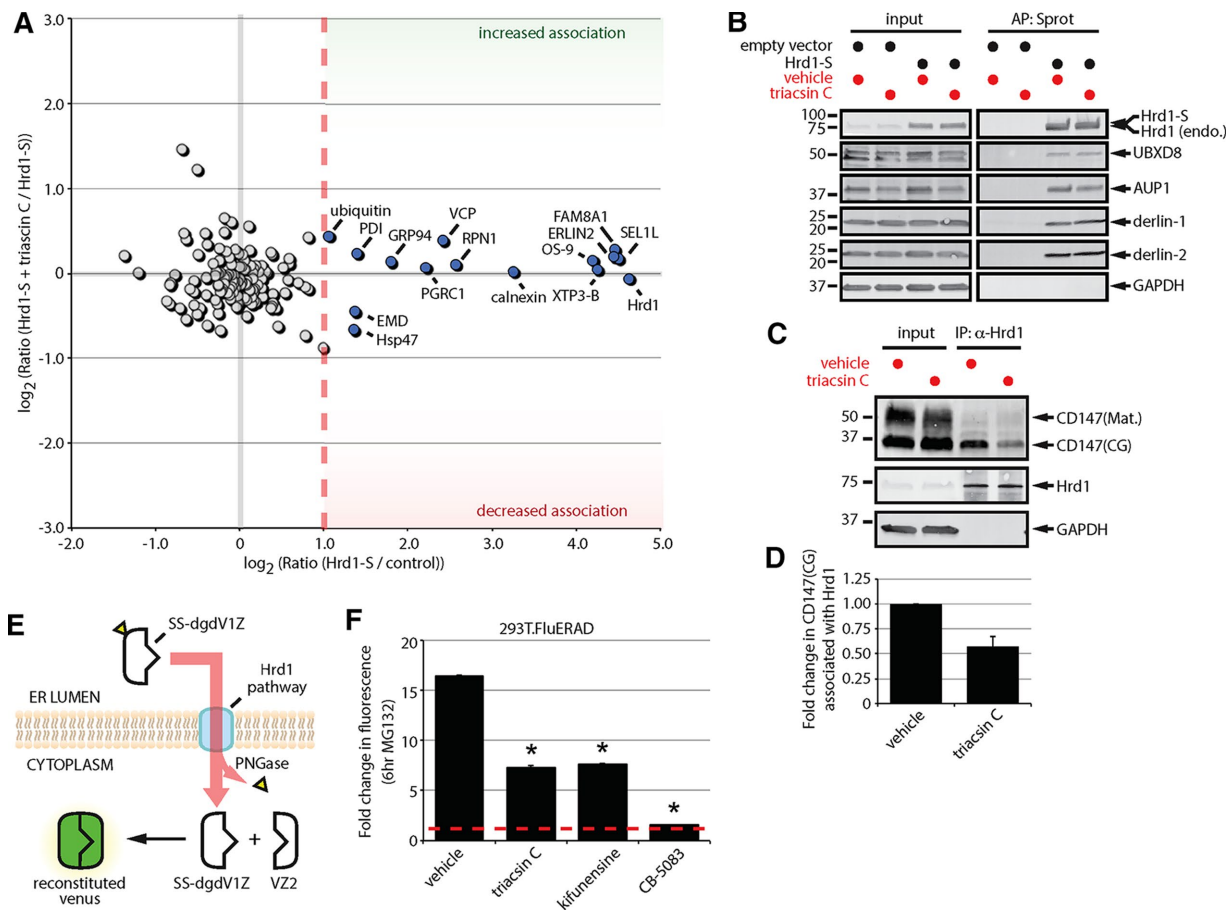 A
3.0
2.0
1.0
0
-1.0
-2.0
-3.0
log2 (Ratio (Hrd1-S + triacsin C / Hrd1-S))
increased association
ubiquitin
PDI
GRP94
VCP
RPN1
PGRC1
calnexin
FAM8A1
ERLIN2
OS-9
SEL1L
XTP3-B
Hrd1
EMD
Hsp47
decreased association
-2.0 -1.0 0 1.0 2.0 3.0 4.0 5.0
log2 (Ratio (Hrd1-S / control))
B
input AP: Sprot
empty vector
Hrd1-S
vehicle
triacsin C
100
75
Hrd1-S
Hrd1 (endo.)
50
UBXD8
37
AUP1
25
20
derlin-1
25
20
derlin-2
37
GAPDH
C
input IP: α-Hrd1
vehicle
triacsin C
50
CD147(Mat.)
37
CD147(CG)
75
Hrd1
37
GAPDH
D
Fold change in CD147(CG)
associated with Hrd1
1.25
1.00
0.75
0.50
0.25
0
vehicle
triacsin C
E
SS-dgdV1Z
Hrd1
pathway
ER LUMEN
CYTOPLASM
PNGase
+
reconstituted
venus
SS-dgdV1Z
VZ2
F
293T.FluERAD
Fold change in fluorescence
(6hr MG132)
20
15
10
5
0
* * *
vehicle
triacsin C
kifunensine
CB-5083